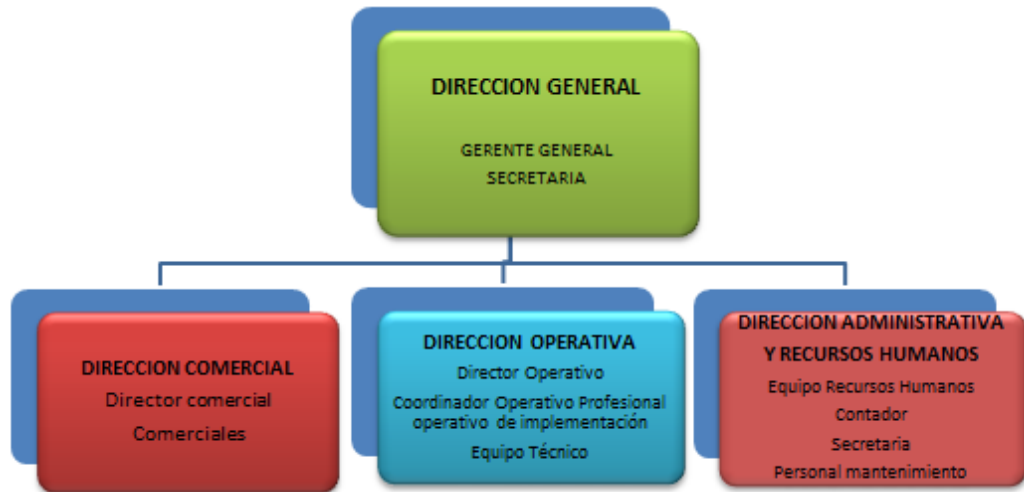 DIRECCION GENERAL
GERENTE GENERAL
SECRETARIA
DIRECCION COMERCIAL
Director comercial
Comerciales
DIRECCION OPERATIVA
Director Operativo
Coordinador Operativo Profesional
operativo de implementación
Equipo Técnico
DIRECCION ADMINISTRATIVA
Y RECURSOS HUMANOS
Equipo Recursos Humanos
Contador
Secretaria
Personal mantenimiento